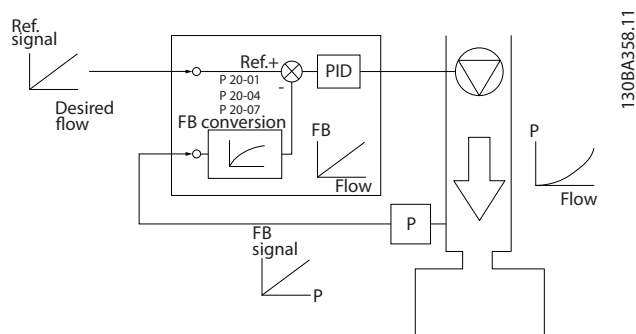 Ref.
signal
Desired
flow
Ref.+
-
P 20-01
P 20-04
P 20-07
FB conversion
PID
FB
Flow
P
FB
signal
P
P
Flow
130BA358.11